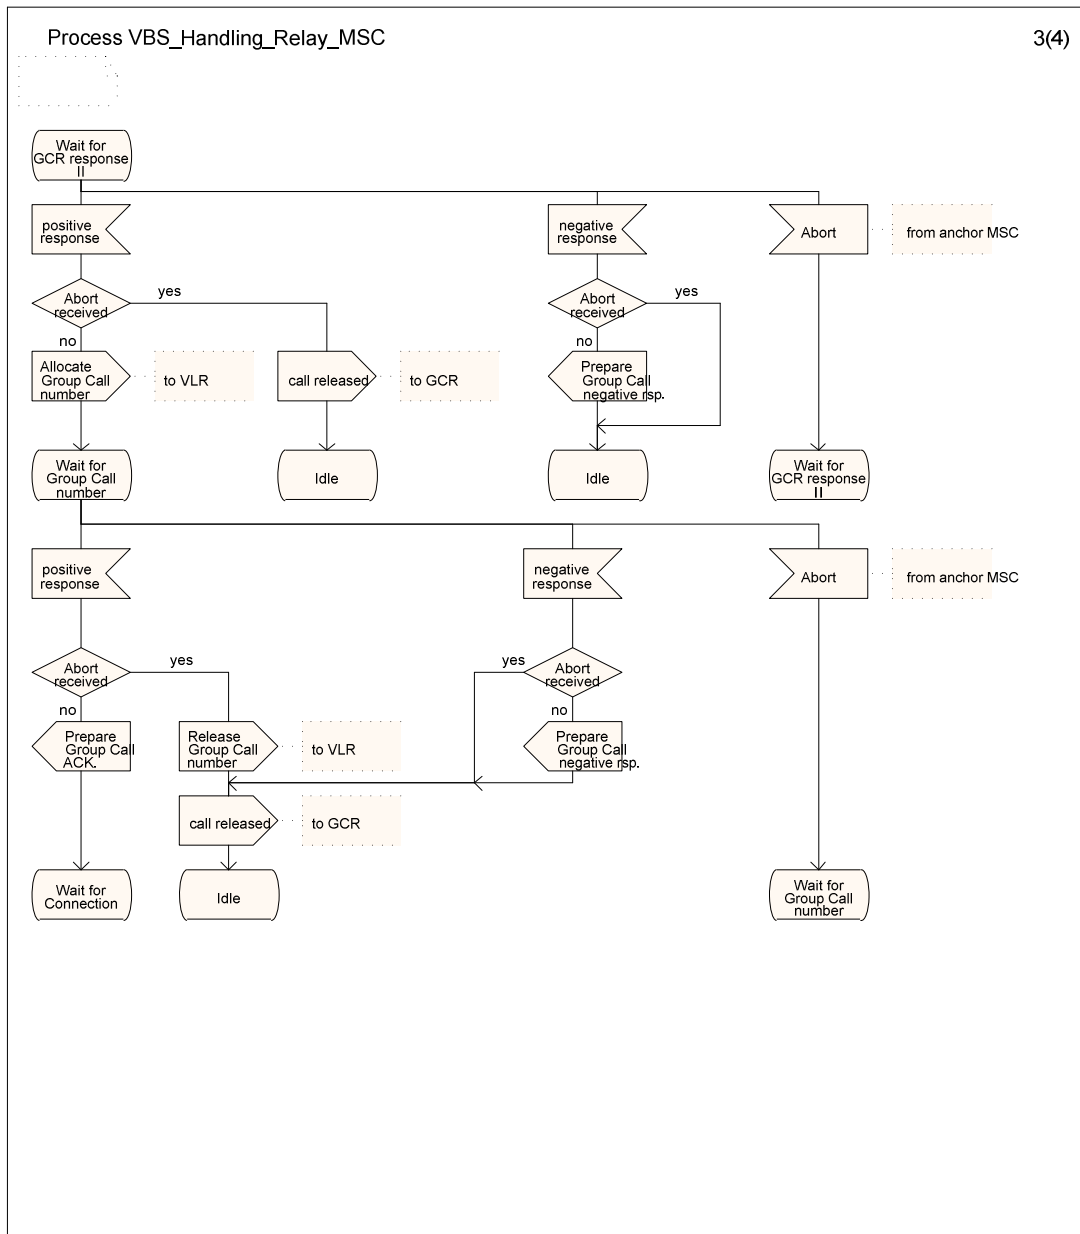 Process VBS_Handling_Relay_MSC
3(4)
Wait for
GCR response
II
positive
response
negative
response
Abort
from anchor MSC
Abort
received
yes
Abort
received
yes
no
no
Allocate
Group Call
number
to VLR
call released
to GCR
Prepare
Group Call
negative rsp.
Wait for
Group Call
number
Idle
Idle
Wait for
GCR response
II
positive
response
negative
response
Abort
from anchor MSC
Abort
received
yes
yes
Abort
received
no
no
Prepare
Group Call
ACK.
Release
Group Call
number
to VLR
Prepare
Group Call
negative rsp.
call released
to GCR
Wait for
Connection
Idle
Wait for
Group Call
number